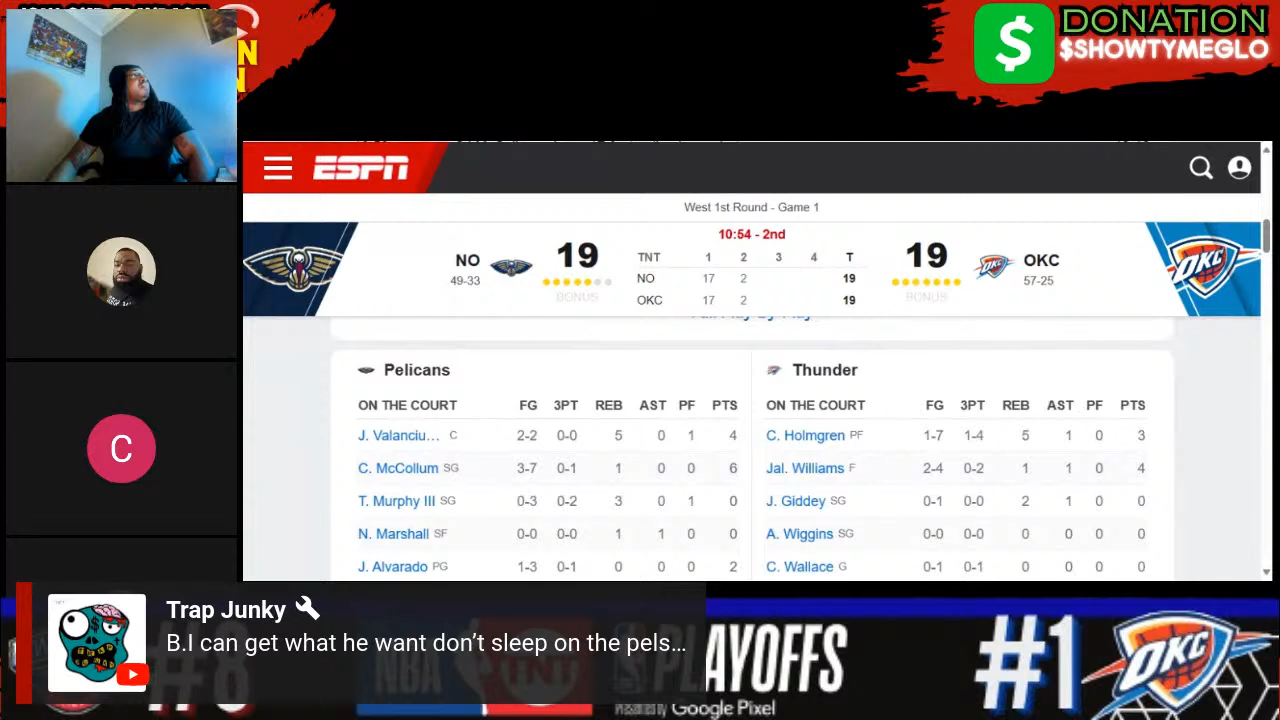 DONATION
$SHOWTYMEGLO
ESPN
West 1st Round - Game 1
10:54 - 2nd
NO
49-33
19
BONUS
TNT 1 2 3 4 T
NO 17 2 19
OKC 17 2 19
19
BONUS
OKC
57-25
Pelicans
ON THE COURT FG 3PT REB AST PF PTS
J. Valanciu... C 2-2 0-0 5 0 1 4
C. McCollum SG 3-7 0-1 1 0 0 6
T. Murphy III SG 0-3 0-2 3 0 1 0
N. Marshall SF 0-0 0-0 1 1 0 0
J. Alvarado PG 1-3 0-1 0 0 0 2
Thunder
ON THE COURT FG 3PT REB AST PF PTS
C. Holmgren PF 1-7 1-4 5 1 0 3
Jal. Williams F 2-4 0-2 1 1 0 4
J. Giddey SG 0-1 0-0 2 1 0 0
A. Wiggins SG 0-0 0-0 0 0 0 0
C. Wallace G 0-1 0-1 0 0 0 0
C
Trap Junky
B.I can get what he want don’t sleep on the pels...
#8
NBA
PLAYOFFS
Google Pixel
#1
OKC